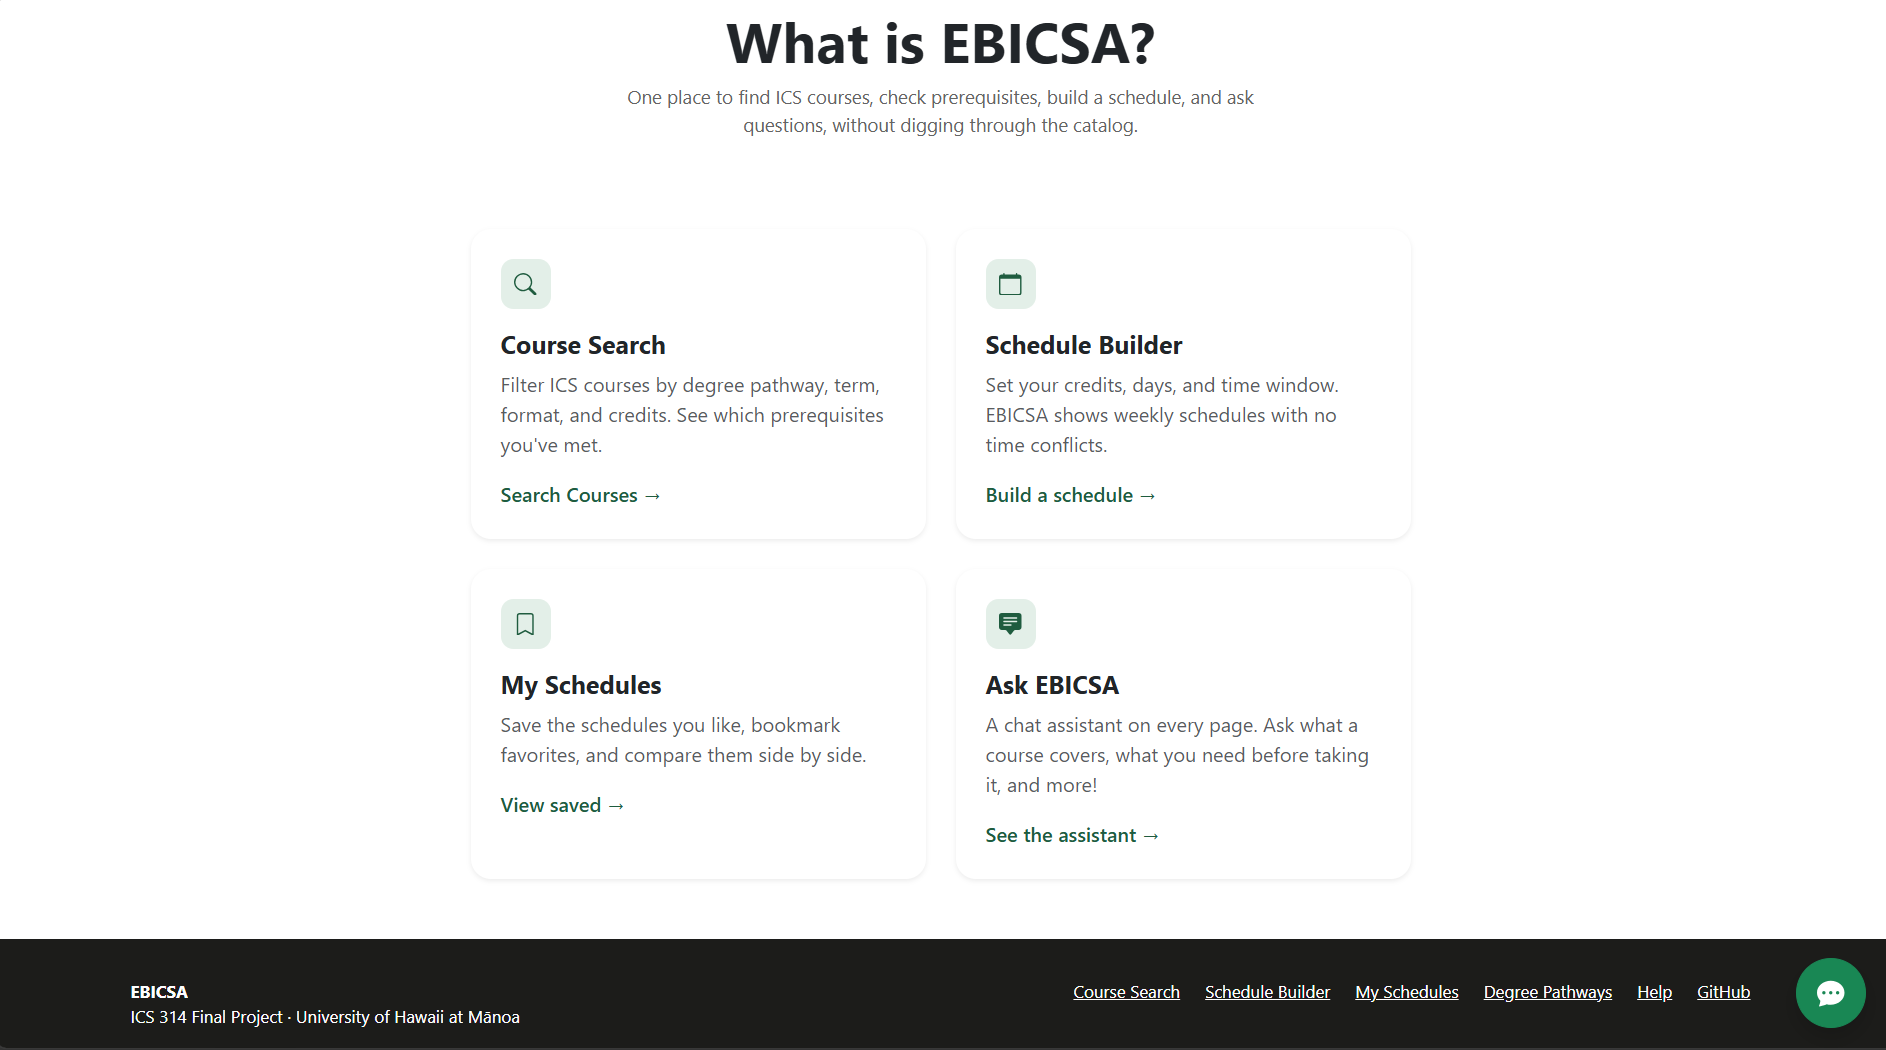 What is EBICSA?
One place to find ICS courses, check prerequisites, build a schedule, and ask
questions, without digging through the catalog.
Course Search
Filter ICS courses by degree pathway, term,
format, and credits. See which prerequisites
you've met.
Search Courses →
Schedule Builder
Set your credits, days, and time window.
EBICSA shows weekly schedules with no
time conflicts.
Build a schedule →
My Schedules
Save the schedules you like, bookmark
favorites, and compare them side by side.
View saved →
Ask EBICSA
A chat assistant on every page. Ask what a
course covers, what you need before taking
it, and more!
See the assistant →
EBICSA
ICS 314 Final Project · University of Hawaii at Mānoa
Course Search Schedule Builder My Schedules Degree Pathways Help GitHub